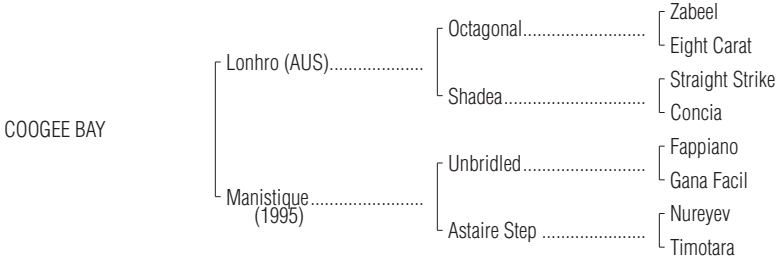 Zabeel
Octagonal
Eight Carat
Lonhro (AUS)
Straight Strike
Shadea
Concia
COOGEE BAY
Fappiano
Unbridled
Gana Facil
Manistique
(1995)
Nureyev
Astaire Step
Timotara